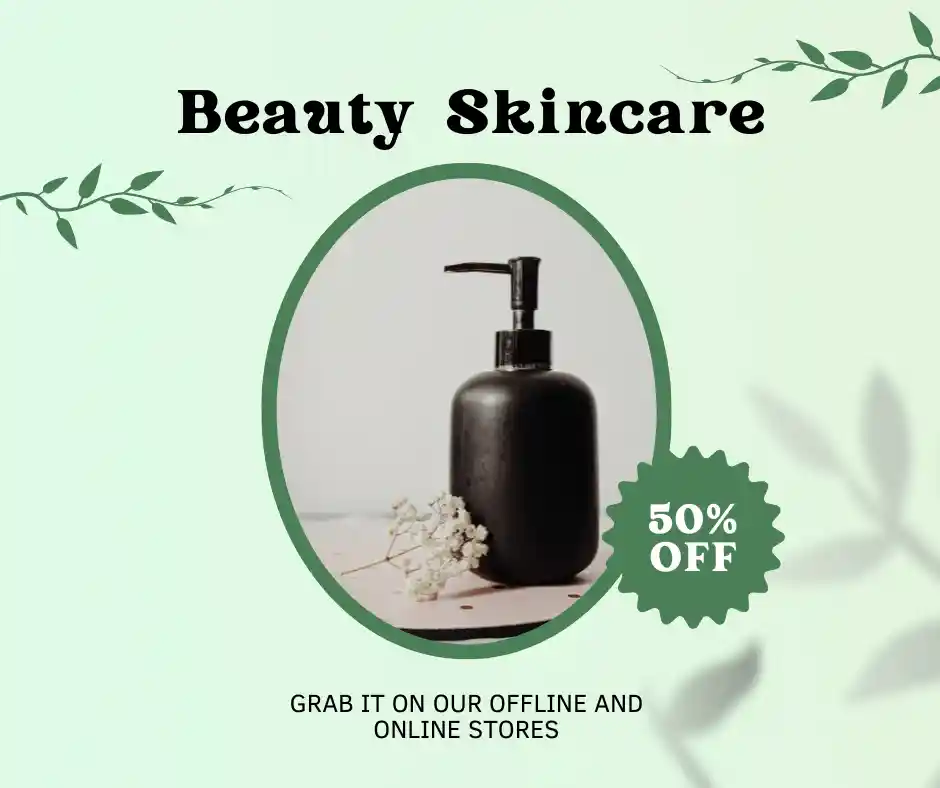 Beauty Skincare
50%
OFF
GRAB IT ON OUR OFFLINE AND
ONLINE STORES